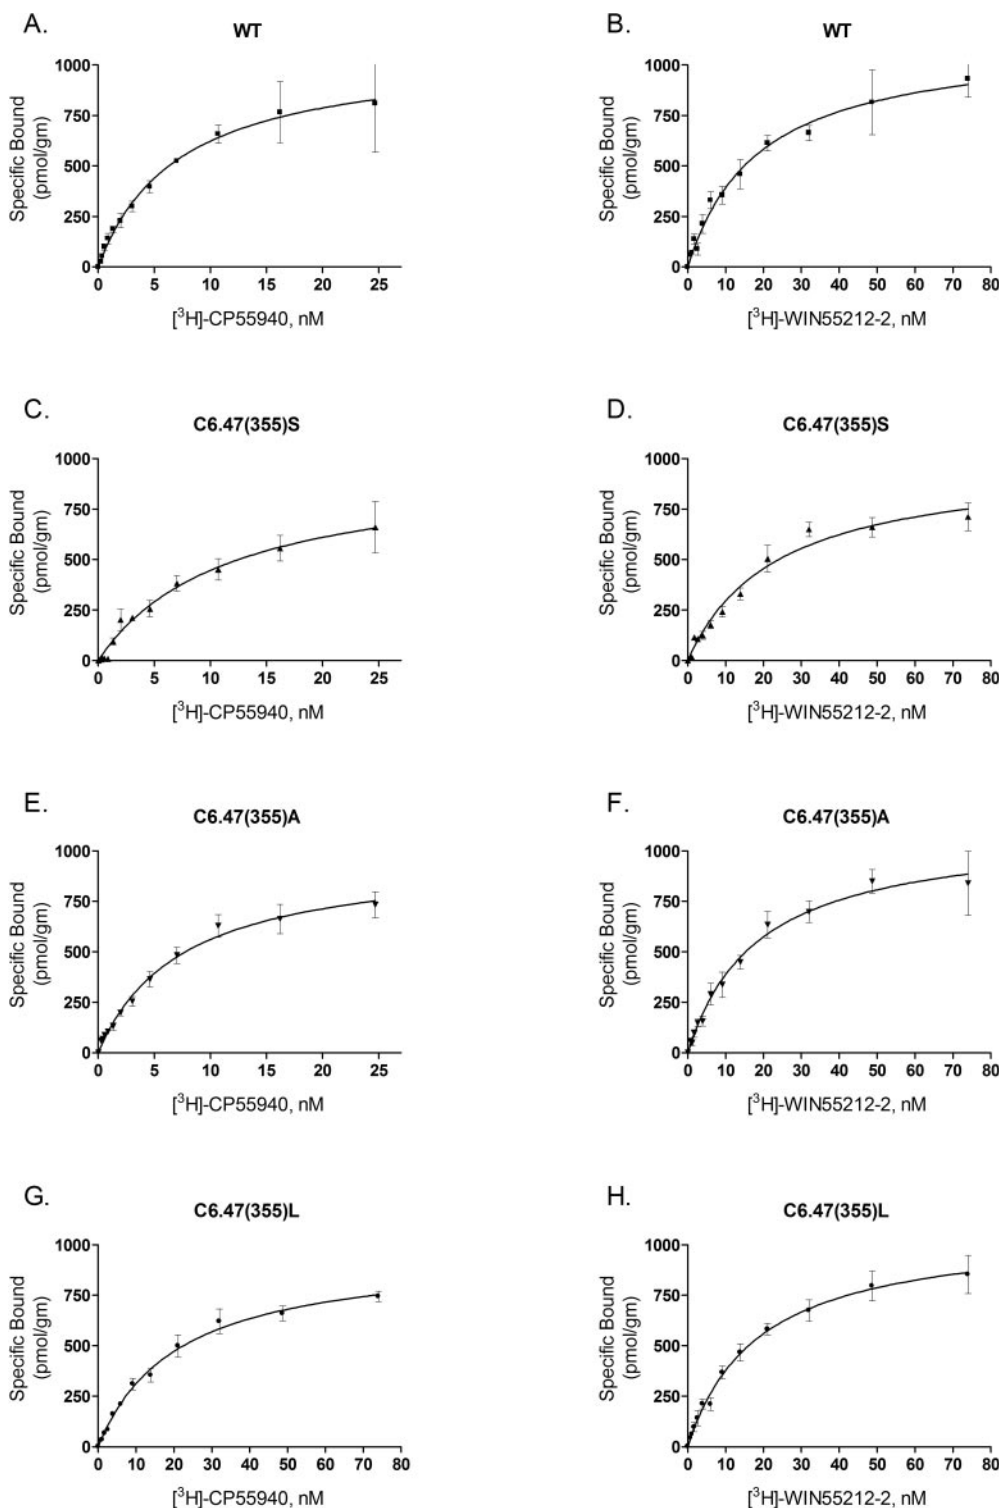 A.
WT
Specific Bound
(pmol/gm)
1000
750
500
250
0
0 5 10 15 20 25
[³H]-CP55940, nM
B.
WT
Specific Bound
(pmol/gm)
1000
750
500
250
0
0 10 20 30 40 50 60 70 80
[³H]-WIN55212-2, nM
C.
C6.47(355)S
Specific Bound
(pmol/gm)
1000
750
500
250
0
0 5 10 15 20 25
[³H]-CP55940, nM
D.
C6.47(355)S
Specific Bound
(pmol/gm)
1000
750
500
250
0
0 10 20 30 40 50 60 70 80
[³H]-WIN55212-2, nM
E.
C6.47(355)A
Specific Bound
(pmol/gm)
1000
750
500
250
0
0 5 10 15 20 25
[³H]-CP55940, nM
F.
C6.47(355)A
Specific Bound
(pmol/gm)
1000
750
500
250
0
0 10 20 30 40 50 60 70 80
[³H]-WIN55212-2, nM
G.
C6.47(355)L
Specific Bound
(pmol/gm)
1000
750
500
250
0
0 10 20 30 40 50 60 70 80
[³H]-CP55940, nM
H.
C6.47(355)L
Specific Bound
(pmol/gm)
1000
750
500
250
0
0 10 20 30 40 50 60 70 80
[³H]-WIN55212-2, nM